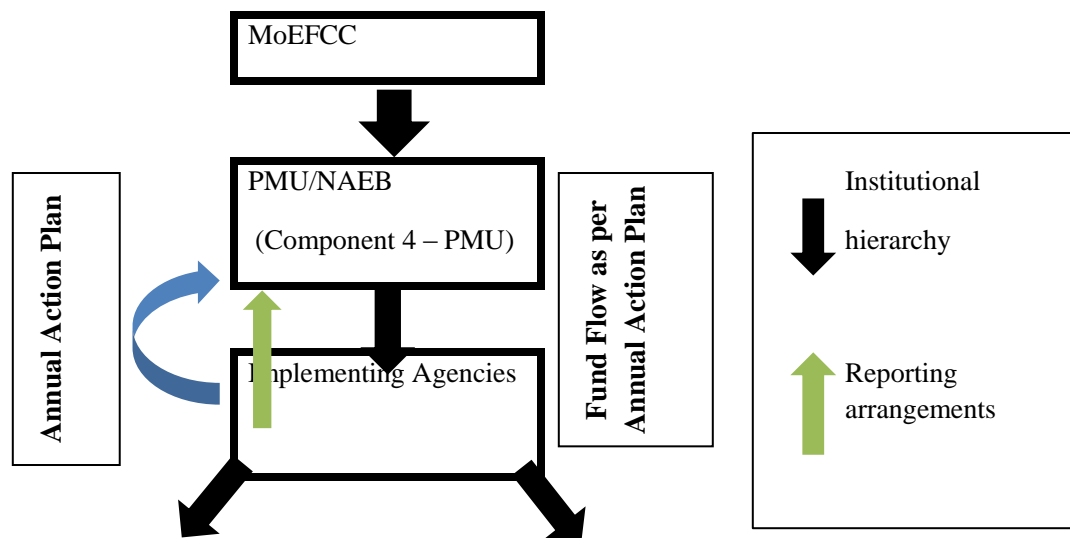 MoEFCC
PMU/NAEB
(Component 4 – PMU)
Implementing Agencies
Annual Action Plan
Fund Flow as per
Annual Action Plan
Institutional
hierarchy
Reporting
arrangements